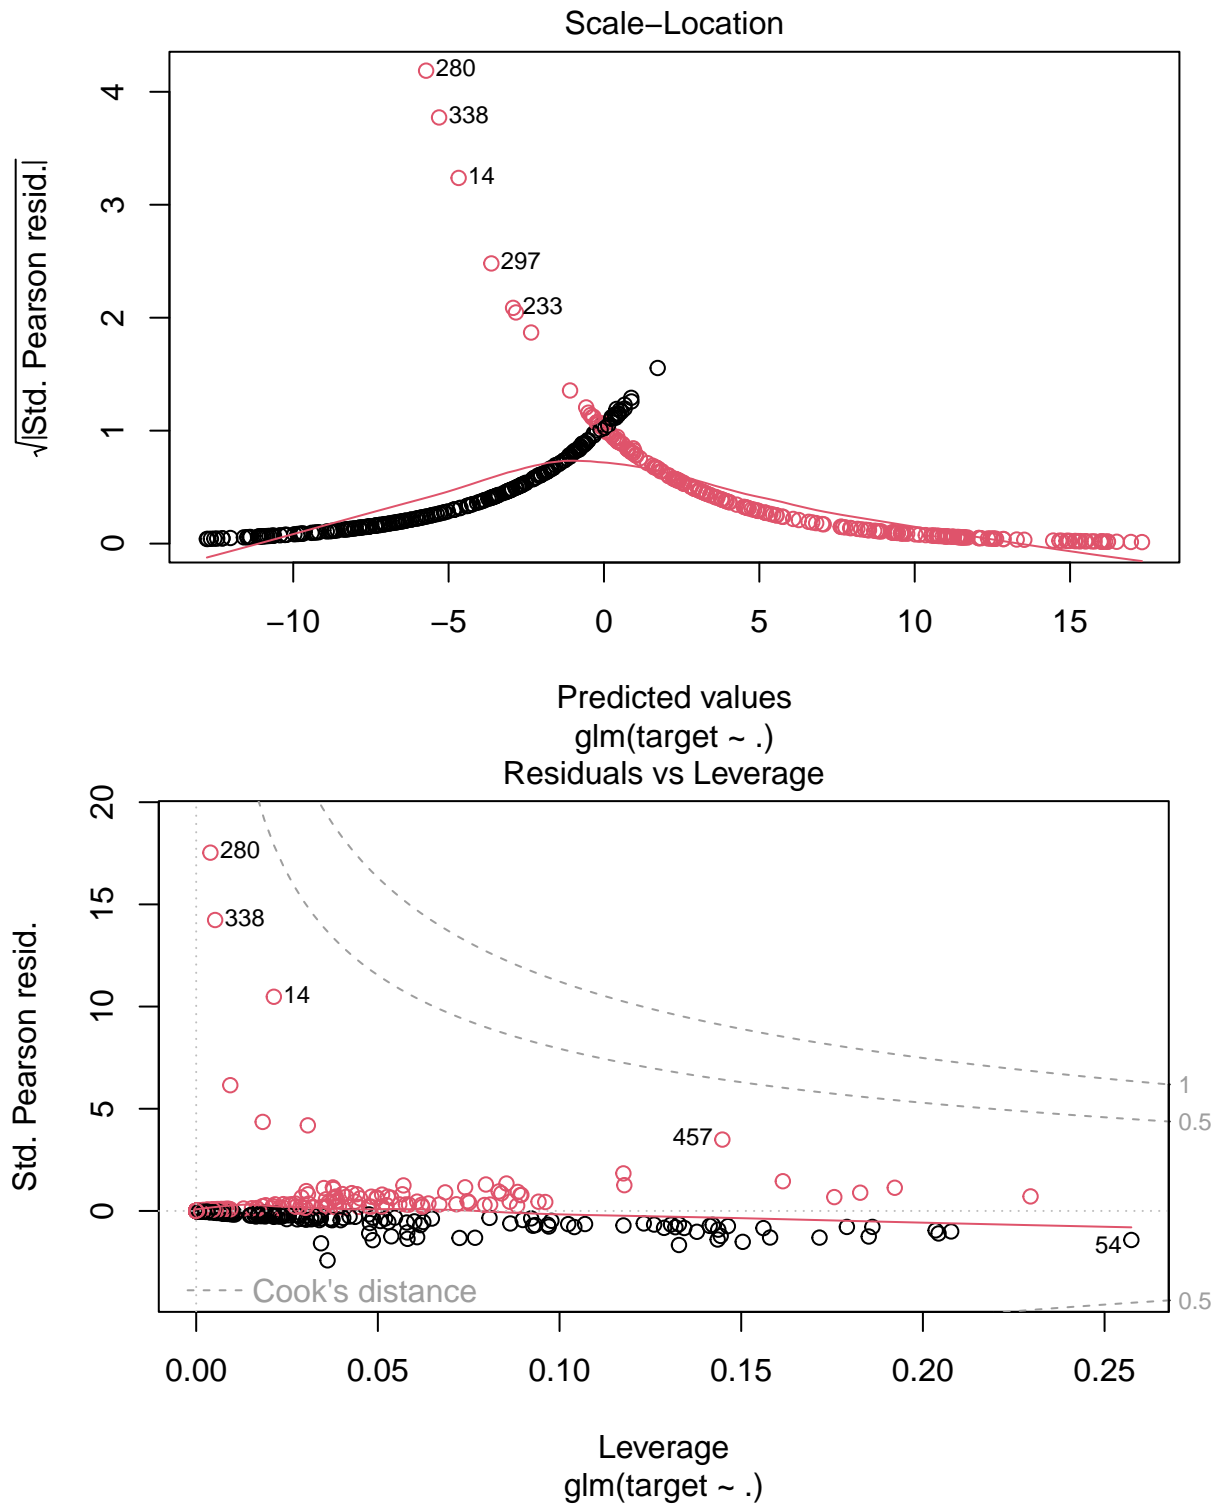 Scale−Location
280
338
14
297
233
√|Std. Pearson resid.|
0 1 2 3 4
−10 −5 0 5 10 15
Predicted values
glm(target ~ .)
Residuals vs Leverage
280
338
14
457
54
Cook's distance
1
0.5
0.5
Std. Pearson resid.
0 5 10 15 20
0.00 0.05 0.10 0.15 0.20 0.25
Leverage
glm(target ~ .)